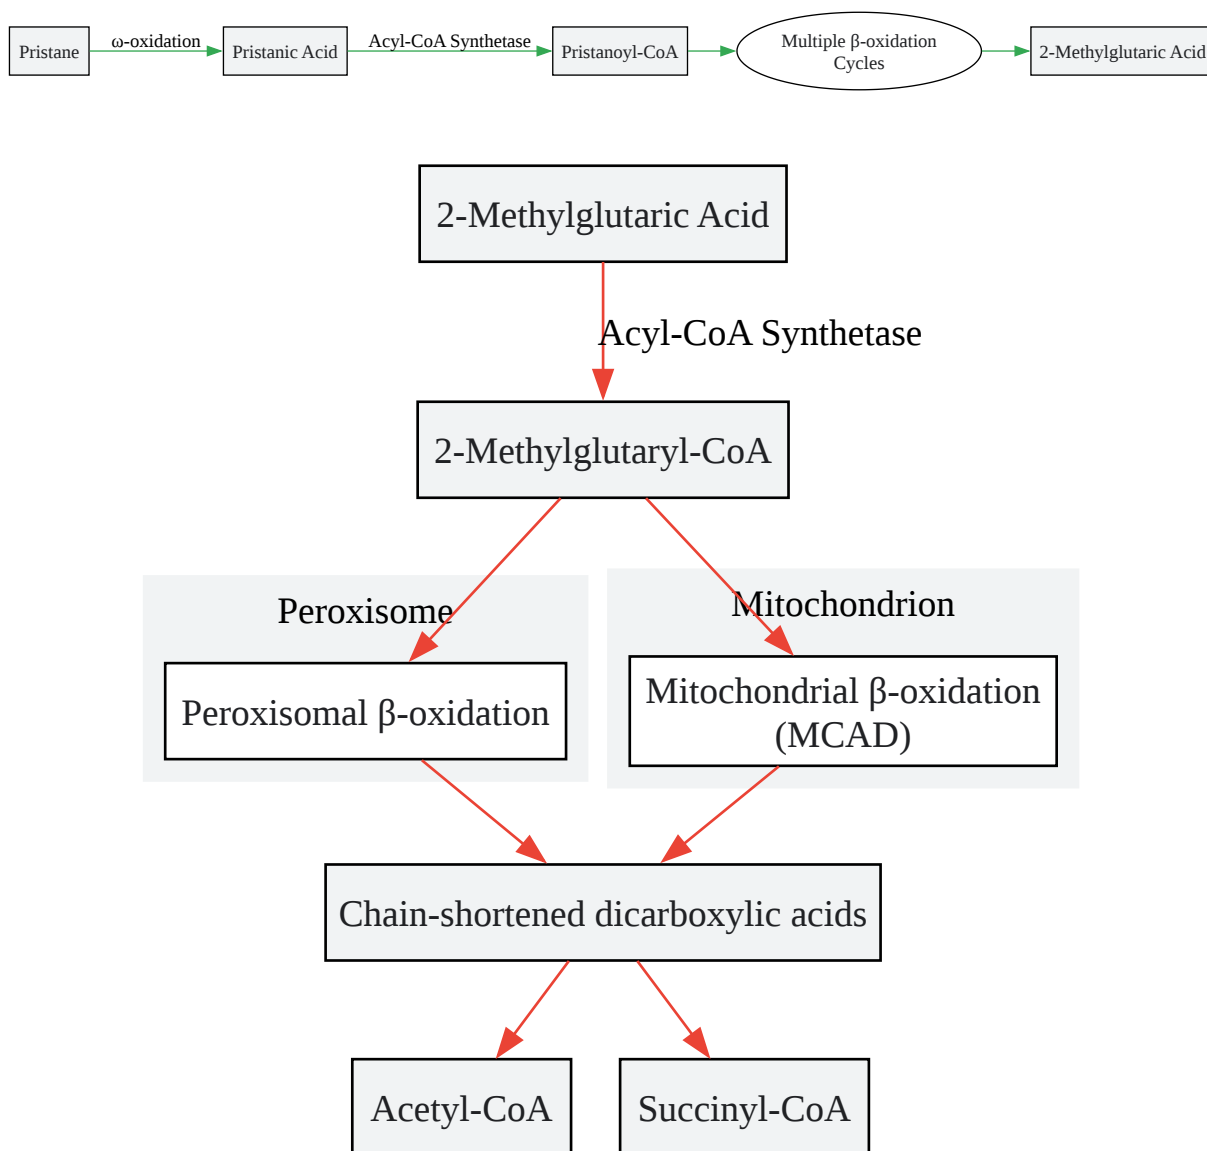 Pristane
ω-oxidation
Pristanic Acid
Acyl-CoA Synthetase
Pristanoyl-CoA
Multiple β-oxidation
Cycles
2-Methylglutaric Acid
2-Methylglutaric Acid
Acyl-CoA Synthetase
2-Methylglutaryl-CoA
Peroxisome
Mitochondrion
Peroxisomal β-oxidation
Mitochondrial β-oxidation
(MCAD)
Chain-shortened dicarboxylic acids
Acetyl-CoA
Succinyl-CoA